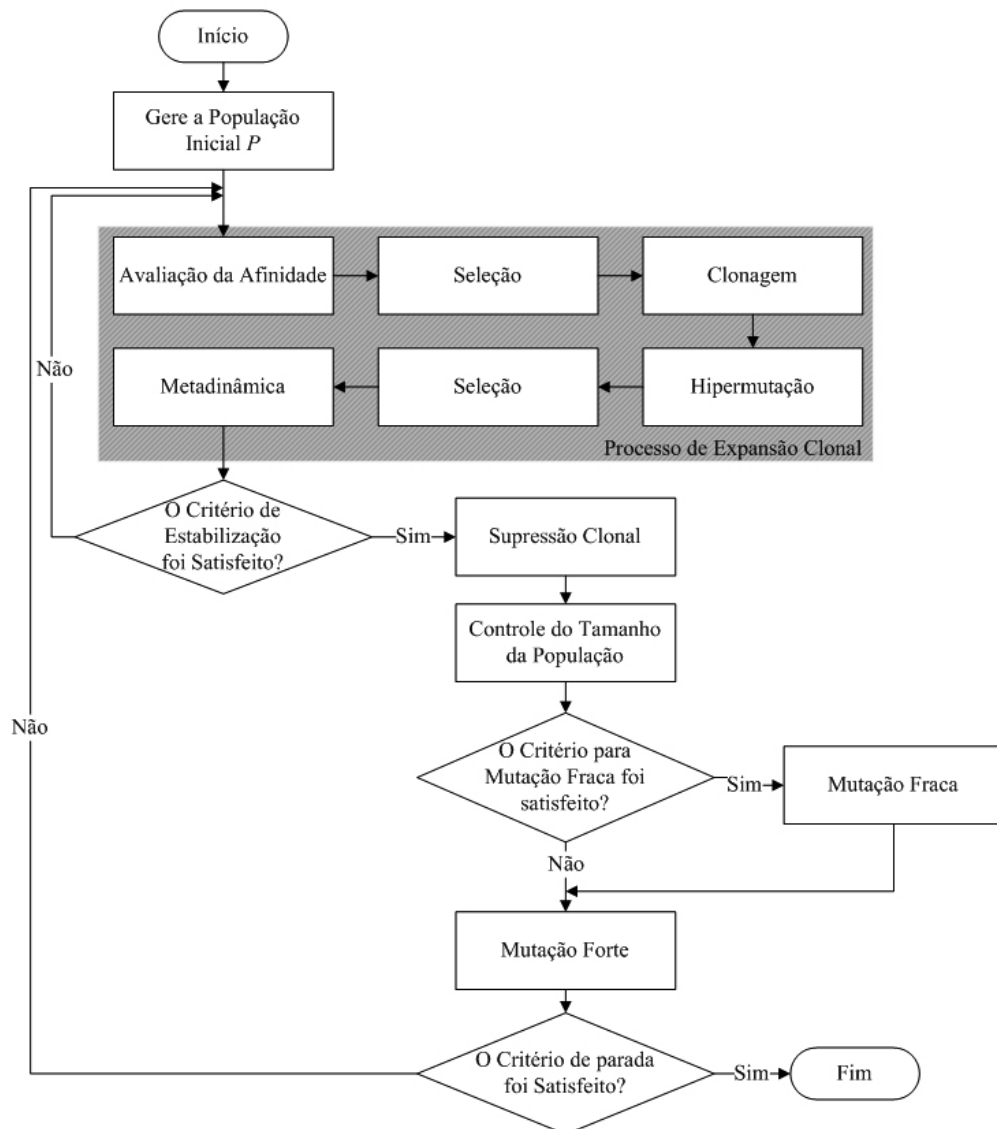 Início
Gere a População
Inicial P
Avaliação da Afinidade
Seleção
Clonagem
Não
Metadinâmica
Seleção
Hipermutação
Processo de Expansão Clonal
O Critério de
Estabilização
foi Satisfeito?
Sim
Supressão Clonal
Controle do Tamanho
da População
Não
O Critério para
Mutação Fraca foi
satisfeito?
Sim
Mutação Fraca
Não
Mutação Forte
O Critério de parada
foi Satisfeito?
Sim
Fim